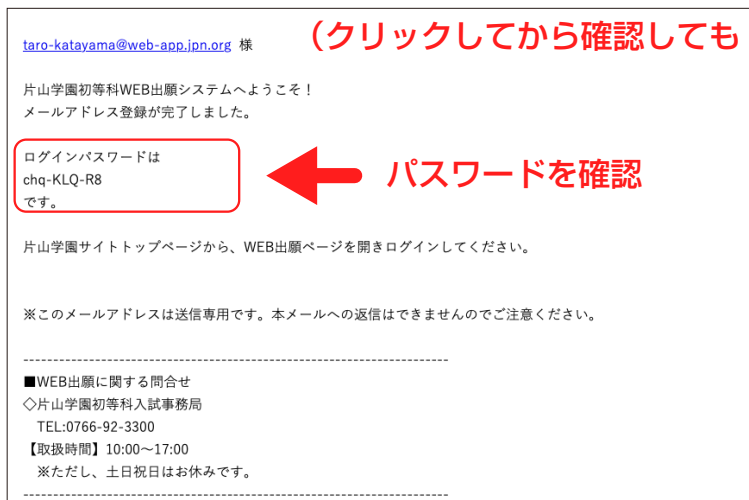 taro-katayama@web-app.jpn.org 様
（クリックしてから確認しても
片山学園初等科WEB出願システムへようこそ！
メールアドレス登録が完了しました。
ログインパスワードは
chq-KLQ-R8
です。
パスワードを確認
片山学園サイトトップページから、WEB出願ページを開きログインしてください。
※このメールアドレスは送信専用です。本メールへの返信はできませんのでご注意ください。
-----------------------------------------------------------------------
■WEB出願に関する問合せ
◇片山学園初等科入試事務局
TEL:0766-92-3300
【取扱時間】10:00～17:00
※ただし、土日祝日はお休みです。
-----------------------------------------------------------------------